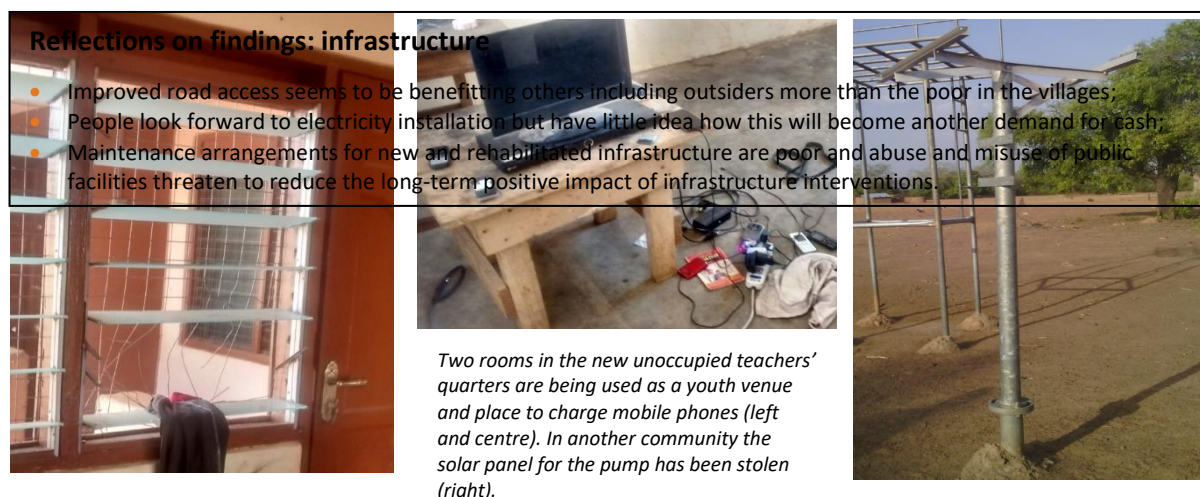 Reflections on findings: infrastructure
Improved road access seems to be benefitting others including outsiders more than the poor in the villages;
People look forward to electricity installation but have little idea how this will become another demand for cash;
Maintenance arrangements for new and rehabilitated infrastructure are poor and abuse and misuse of public
facilities threaten to reduce the long-term positive impact of infrastructure interventions.
Two rooms in the new unoccupied teachers’
quarters are being used as a youth venue
and place to charge mobile phones (left
and centre). In another community the
solar panel for the pump has been stolen
(right).